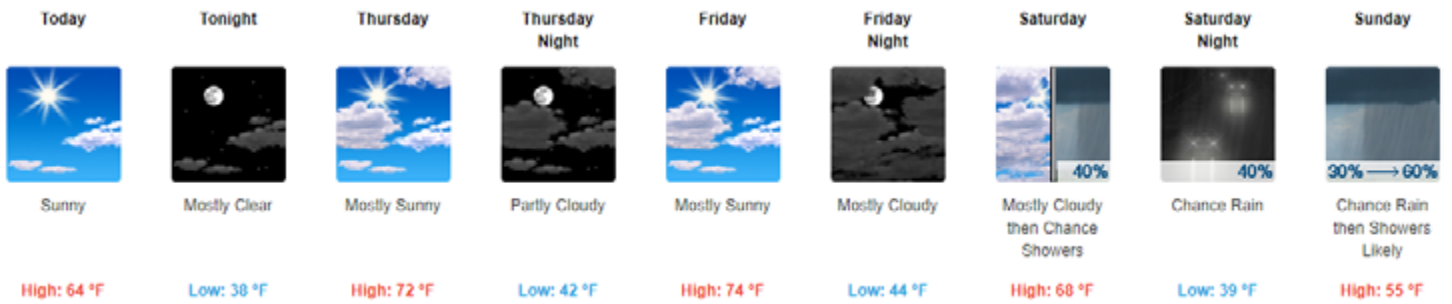 Today
Tonight
Thursday
Thursday
Night
Friday
Friday
Night
Saturday
Saturday
Night
Sunday
40%
40%
30% ⟶ 60%
Sunny
Mostly Clear
Mostly Sunny
Partly Cloudy
Mostly Sunny
Mostly Cloudy
Mostly Cloudy
then Chance
Showers
Chance Rain
Chance Rain
then Showers
Likely
High: 64 °F
Low: 38 °F
High: 72 °F
Low: 42 °F
High: 74 °F
Low: 44 °F
High: 68 °F
Low: 39 °F
High: 55 °F